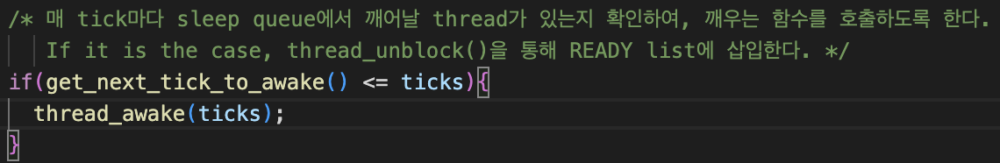 /* 매 tick마다 sleep queue에서 깨어날 thread가 있는지 확인하여, 깨우는 함수를 호출하도록 한다.
If it is the case, thread_unblock()을 통해 READY list에 삽입한다. */
if(get_next_tick_to_awake() <= ticks){
thread_awake(ticks);
}